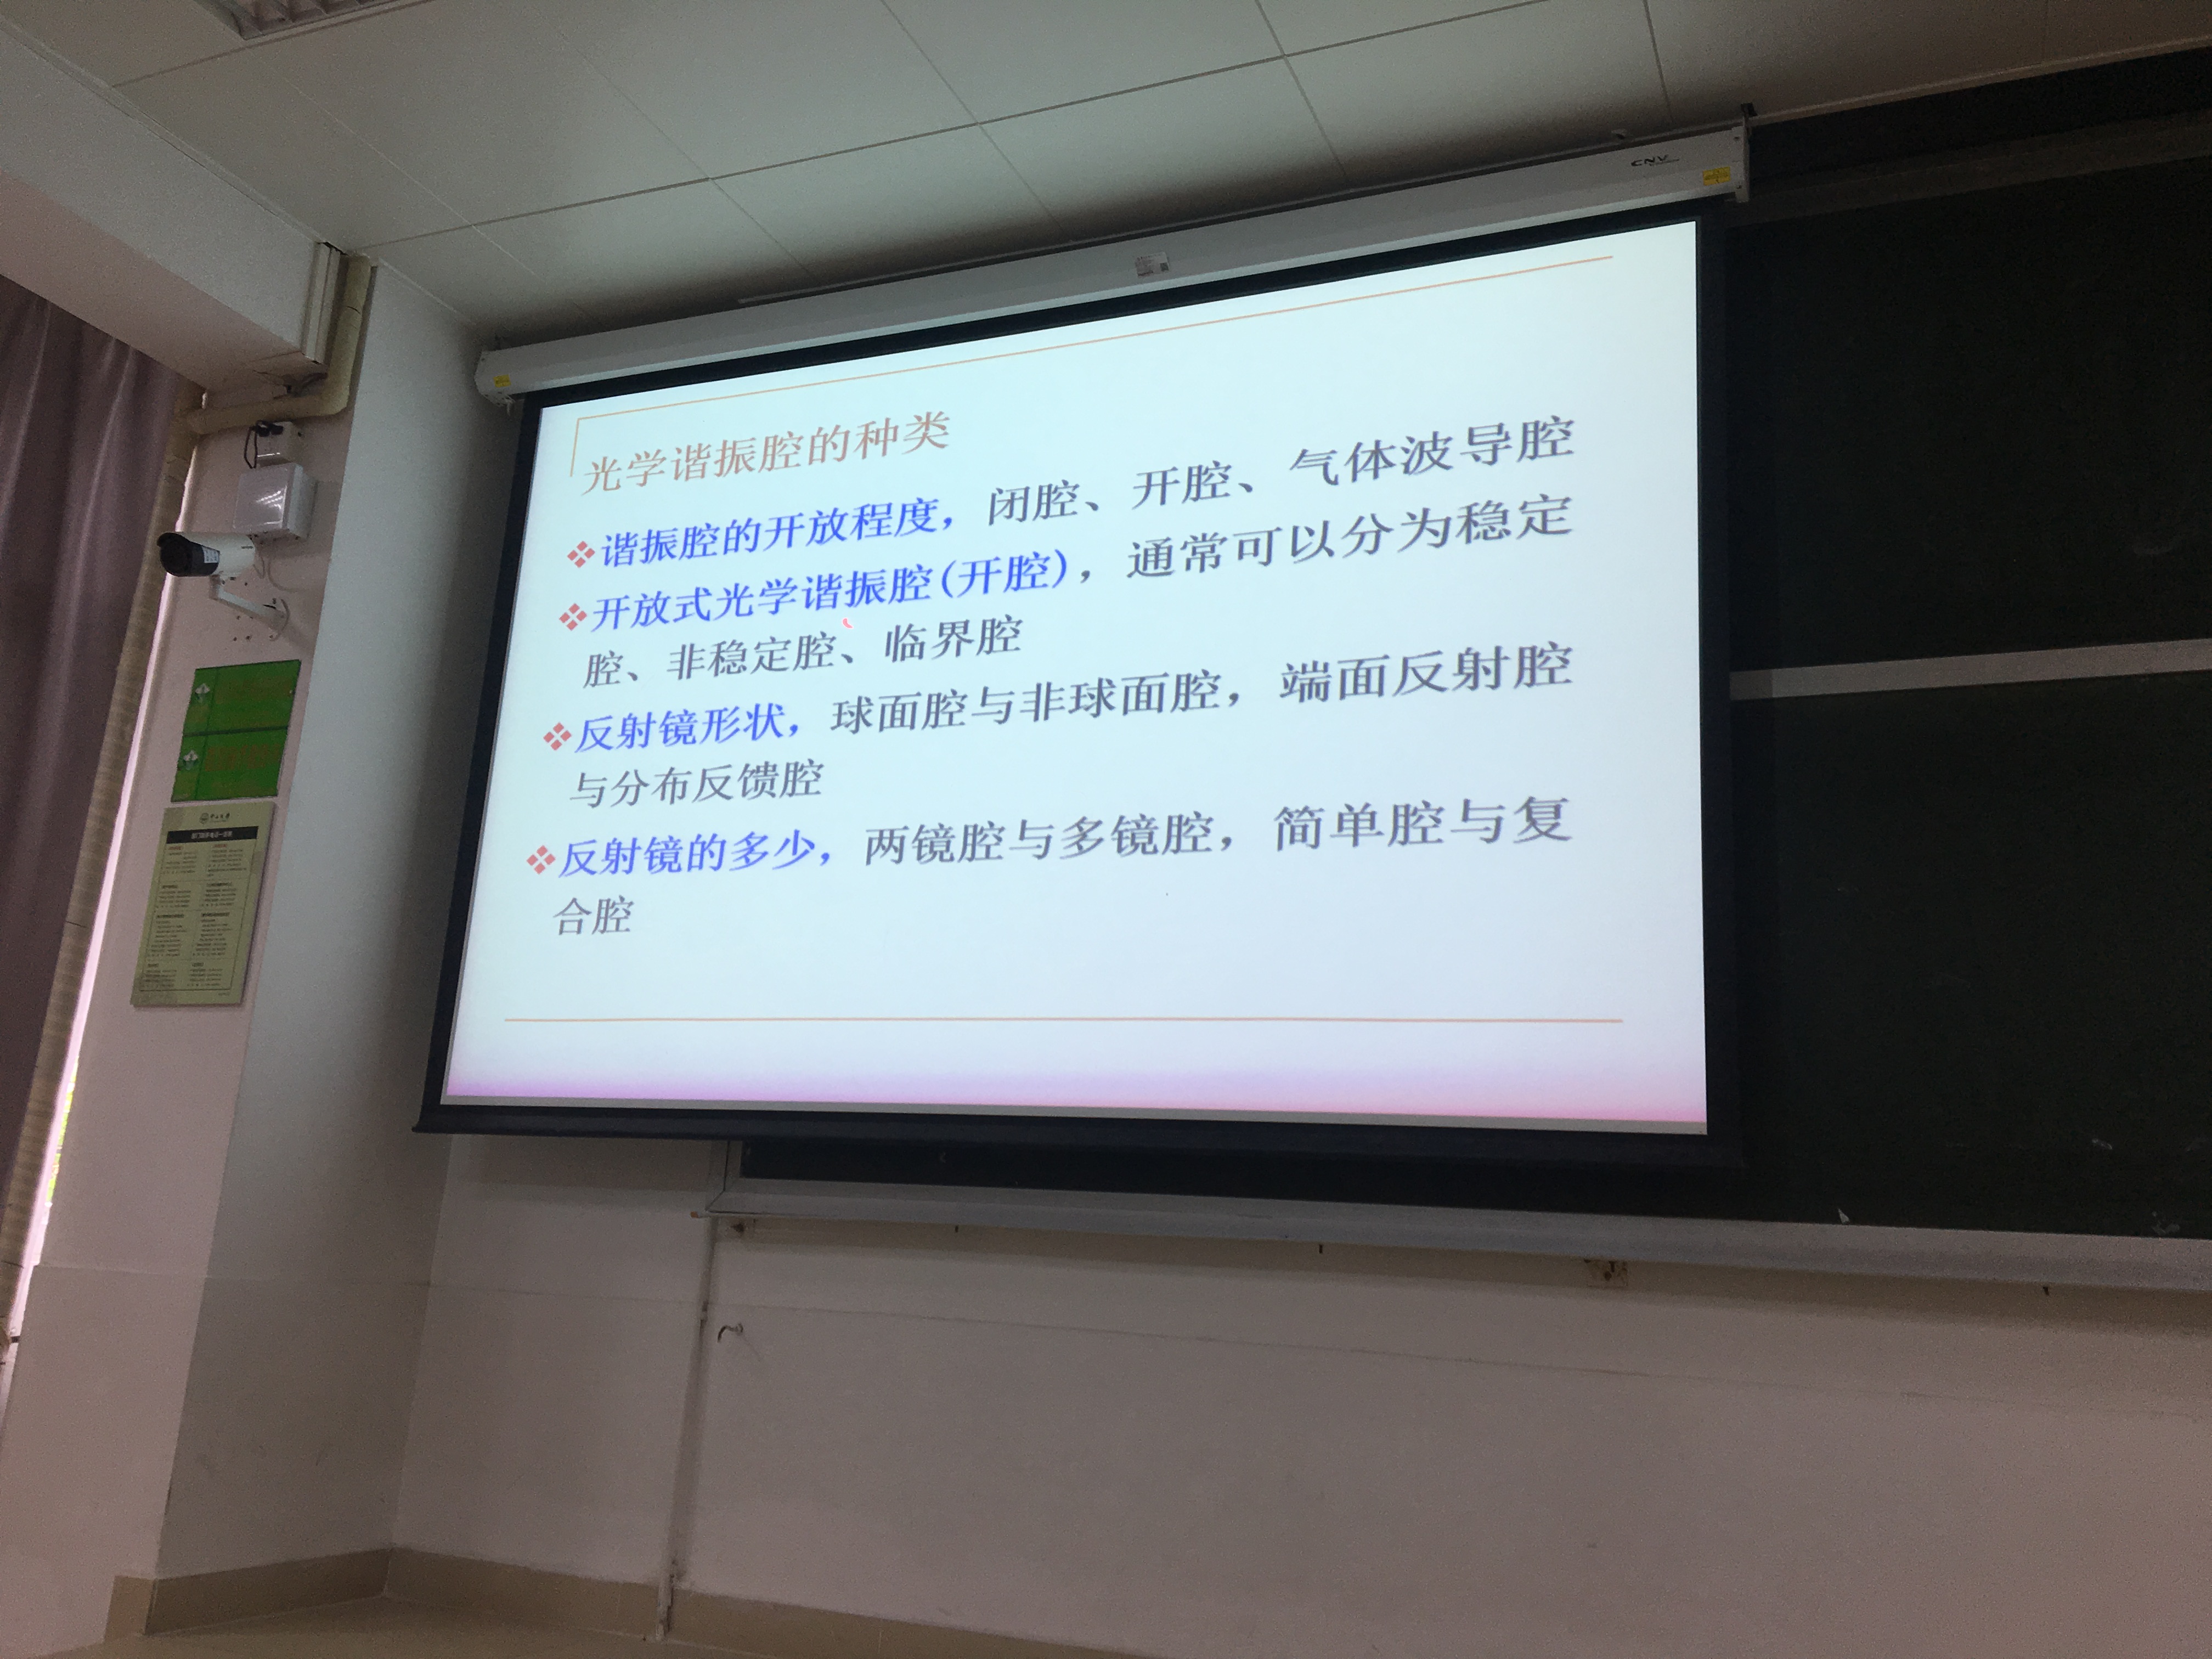 CNV
光学谐振腔的种类
谐振腔的开放程度，闭腔、开腔、气体波导腔
开放式光学谐振腔(开腔)，通常可以分为稳定
腔、非稳定腔、临界腔
反射镜形状，球面腔与非球面腔，端面反射腔
与分布反馈腔
反射镜的多少，两镜腔与多镜腔，简单腔与复
合腔